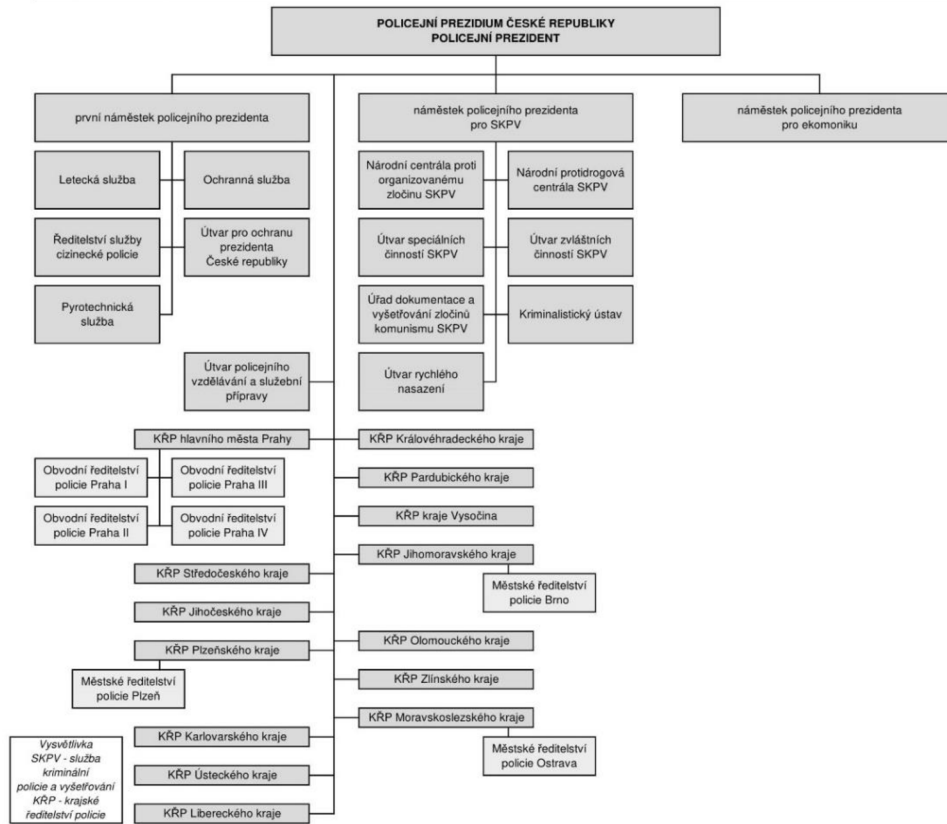 POLICEJNÍ PREZIDIUM ČESKÉ REPUBLIKY
POLICEJNÍ PREZIDENT
první náměstek policejního prezidenta
náměstek policejního prezidenta
pro SKPV
náměstek policejního prezidenta
pro ekomoniku
Letecká služba
Ochranná služba
Ředitelství služby
cizinecké policie
Útvar pro ochranu
prezidenta
České republiky
Pyrotechnická
služba
Národní centrála proti
organizovanému
zločinu SKPV
Národní protidrogová
centrála SKPV
Útvar speciálních
činností SKPV
Útvar zvláštních
činností SKPV
Úřad dokumentace a
vyšetřování zločinů
komunismu SKPV
Kriminalistický ústav
Útvar rychlého
nasazení
Útvar policejního
vzdělávání a služební
přípravy
KŘP hlavního města Prahy
Obvodní ředitelství
policie Praha I
Obvodní ředitelství
policie Praha III
Obvodní ředitelství
policie Praha II
Obvodní ředitelství
policie Praha IV
KŘP Středočeského kraje
KŘP Jihočeského kraje
KŘP Plzeňského kraje
Městské ředitelství
policie Plzeň
KŘP Karlovarského kraje
KŘP Ústeckého kraje
KŘP Libereckého kraje
KŘP Královéhradeckého kraje
KŘP Pardubického kraje
KŘP kraje Vysočina
KŘP Jihomoravského kraje
Městské ředitelství
policie Brno
KŘP Olomouckého kraje
KŘP Zlínského kraje
KŘP Moravskoslezského kraje
Městské ředitelství
policie Ostrava
Vysvětlivka
SKPV - služba
kriminální
policie a vyšetřování
KŘP - krajské
ředitelství policie